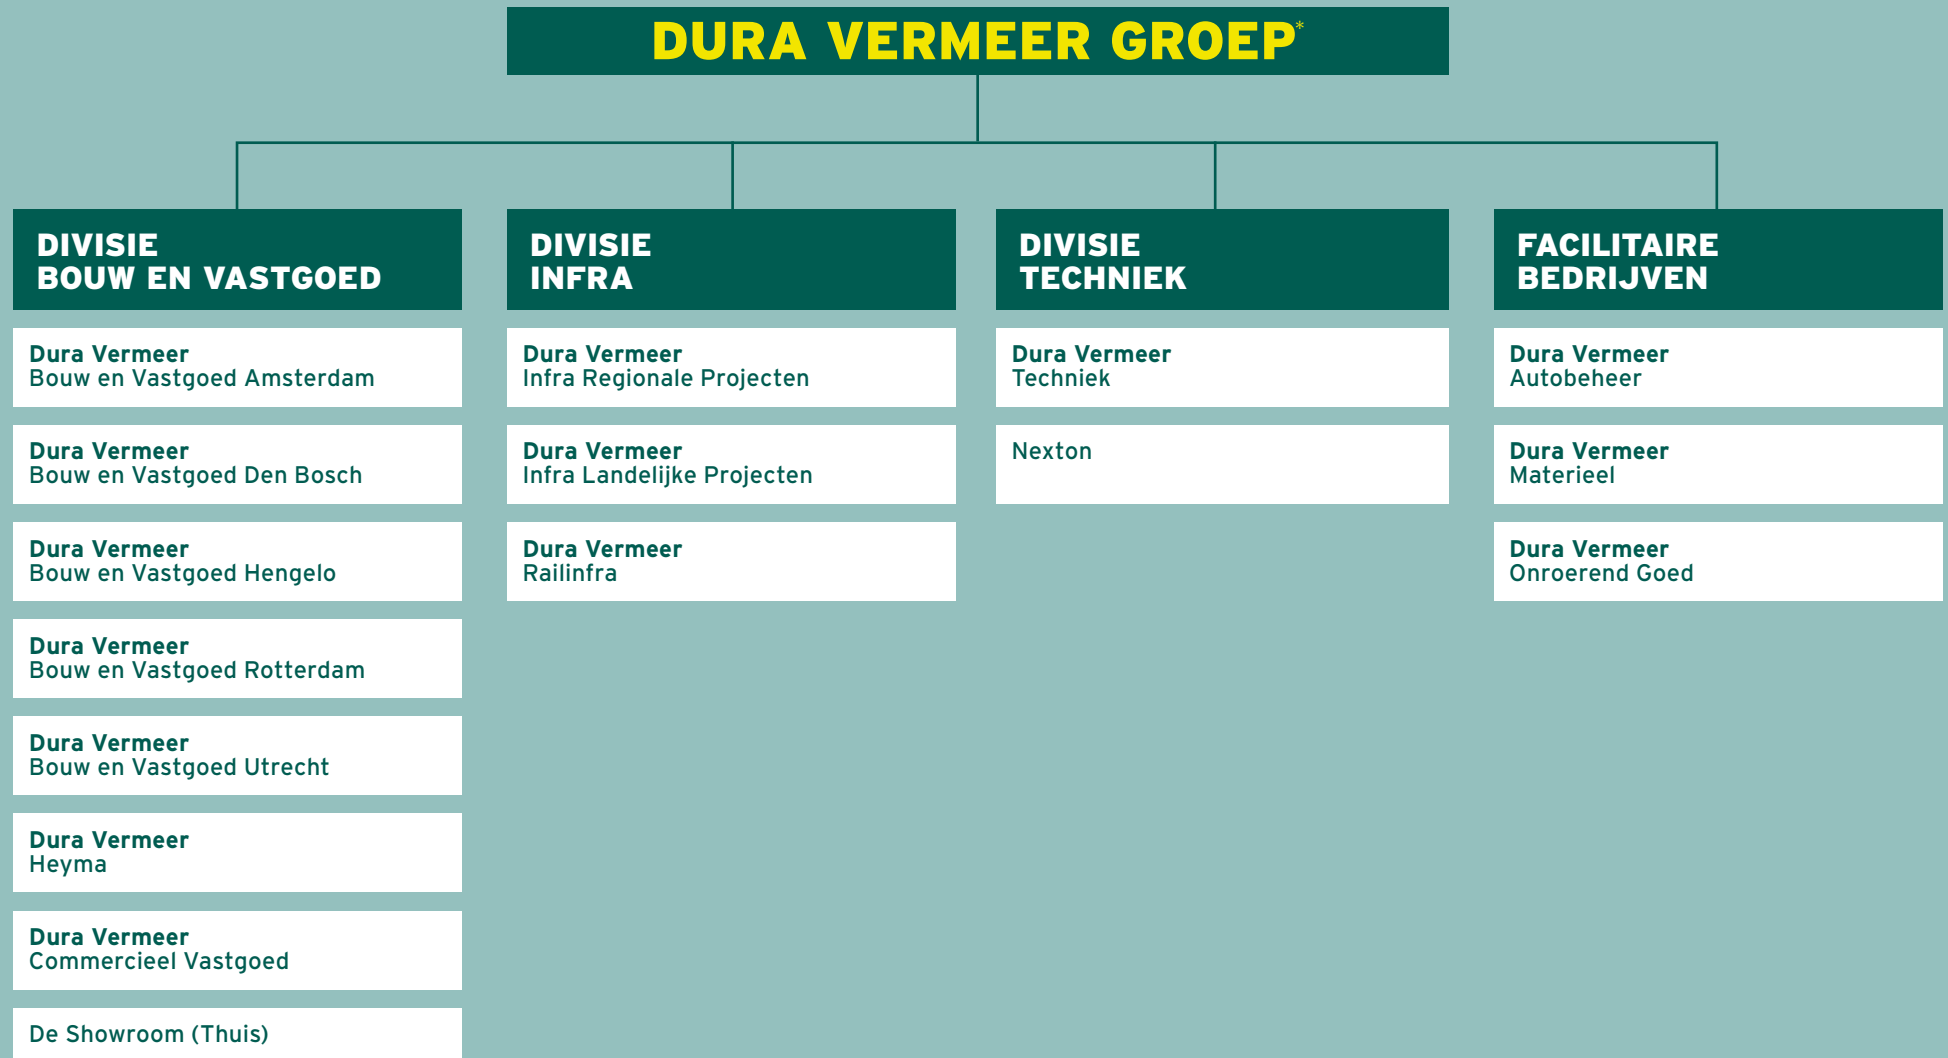 DURA VERMEER GROEP*
DIVISIE
BOUW EN VASTGOED
Dura Vermeer
Bouw en Vastgoed Amsterdam
Dura Vermeer
Bouw en Vastgoed Den Bosch
Dura Vermeer
Bouw en Vastgoed Hengelo
Dura Vermeer
Bouw en Vastgoed Rotterdam
Dura Vermeer
Bouw en Vastgoed Utrecht
Dura Vermeer
Heyma
Dura Vermeer
Commercieel Vastgoed
De Showroom (Thuis)
DIVISIE
INFRA
Dura Vermeer
Infra Regionale Projecten
Dura Vermeer
Infra Landelijke Projecten
Dura Vermeer
Railinfra
DIVISIE
TECHNIEK
Dura Vermeer
Techniek
Nexton
FACILITAIRE
BEDRIJVEN
Dura Vermeer
Autobeheer
Dura Vermeer
Materieel
Dura Vermeer
Onroerend Goed